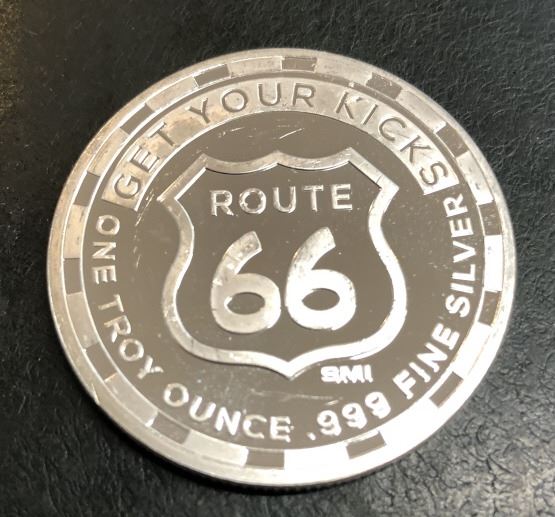 GET YOUR KICKS
ROUTE
66
SMI
ONE TROY OUNCE .999 FINE SILVER